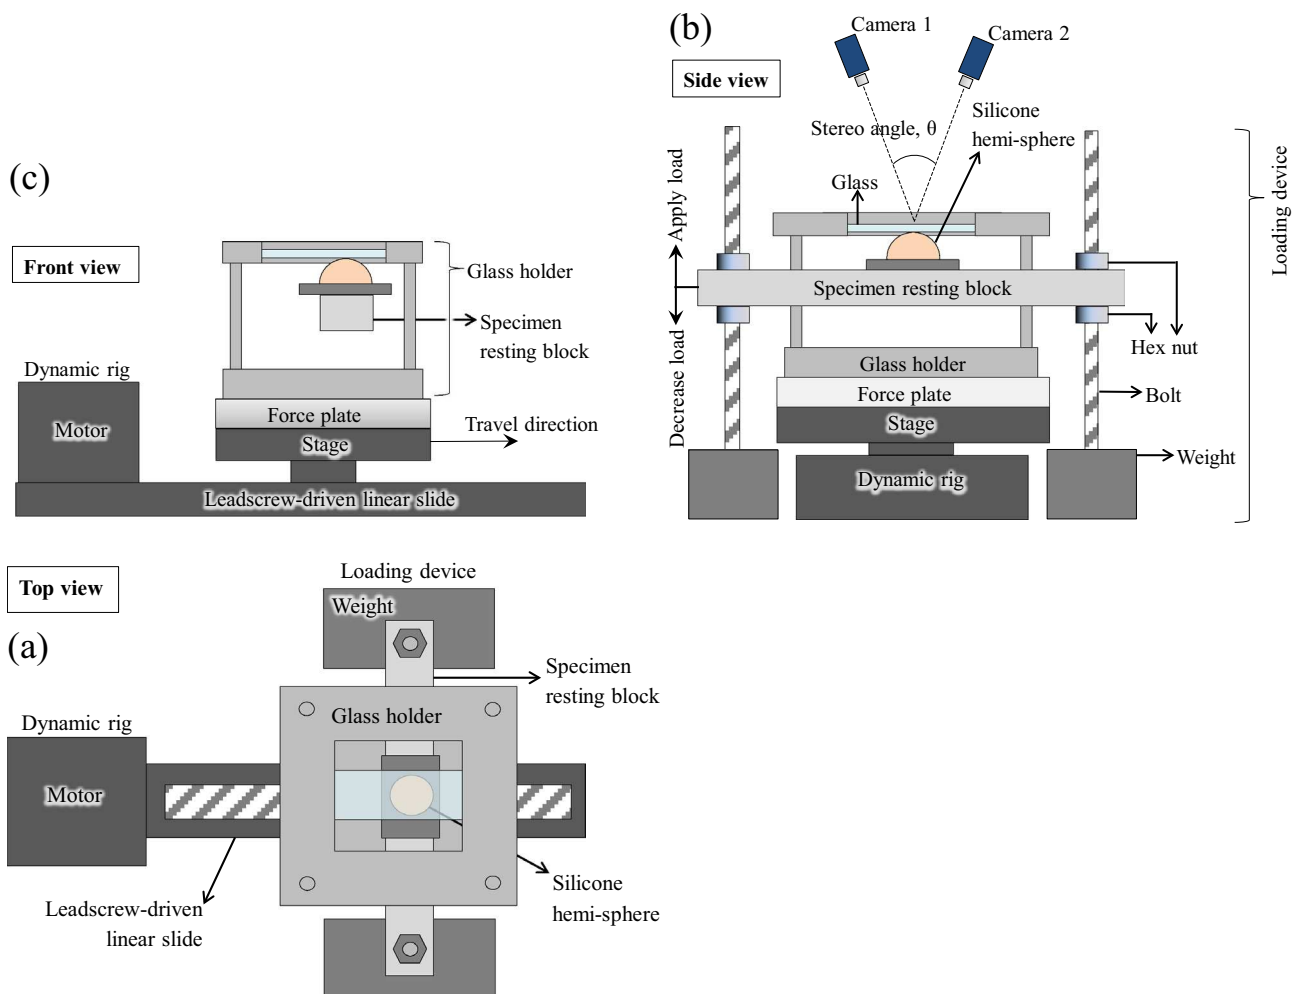 (c)
Front view
Glass holder
Specimen
resting block
Dynamic rig
Motor
Force plate
Travel direction
Stage
Leadscrew-driven linear slide
(b)
Camera 1
Camera 2
Side view
Silicone
hemi-sphere
Stereo angle, θ
Glass
Apply load
Decrease load
Loading device
Specimen resting block
Hex nut
Glass holder
Force plate
Bolt
Stage
Weight
Dynamic rig
Top view
(a)
Loading device
Weight
Specimen
resting block
Glass holder
Dynamic rig
Motor
Silicone
hemi-sphere
Leadscrew-driven
linear slide